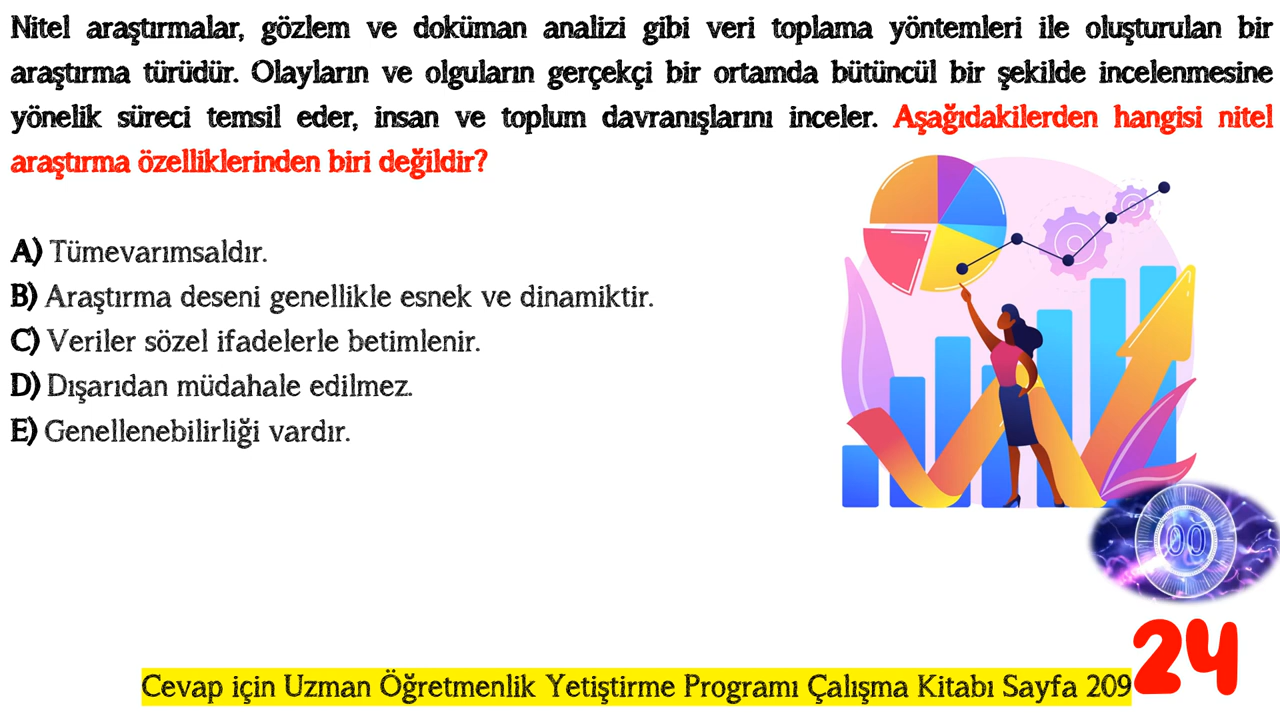 Nitel araştırmalar, gözlem ve doküman analizi gibi veri toplama yöntemleri ile oluşturulan bir
araştırma türüdür. Olayların ve olguların gerçekçi bir ortamda bütüncül bir şekilde incelenmesine
yönelik süreci temsil eder, insan ve toplum davranışlarını inceler. Aşağıdakilerden hangisi nitel
araştırma özelliklerinden biri değildir?
A) Tümevarımsaldır.
B) Araştırma deseni genellikle esnek ve dinamiktir.
C) Veriler sözel ifadelerle betimlenir.
D) Dışarıdan müdahale edilmez.
E) Genellenebilirliği vardır.
00
24
Cevap için Uzman Öğretmenlik Yetiştirme Programı Çalışma Kitabı Sayfa 209